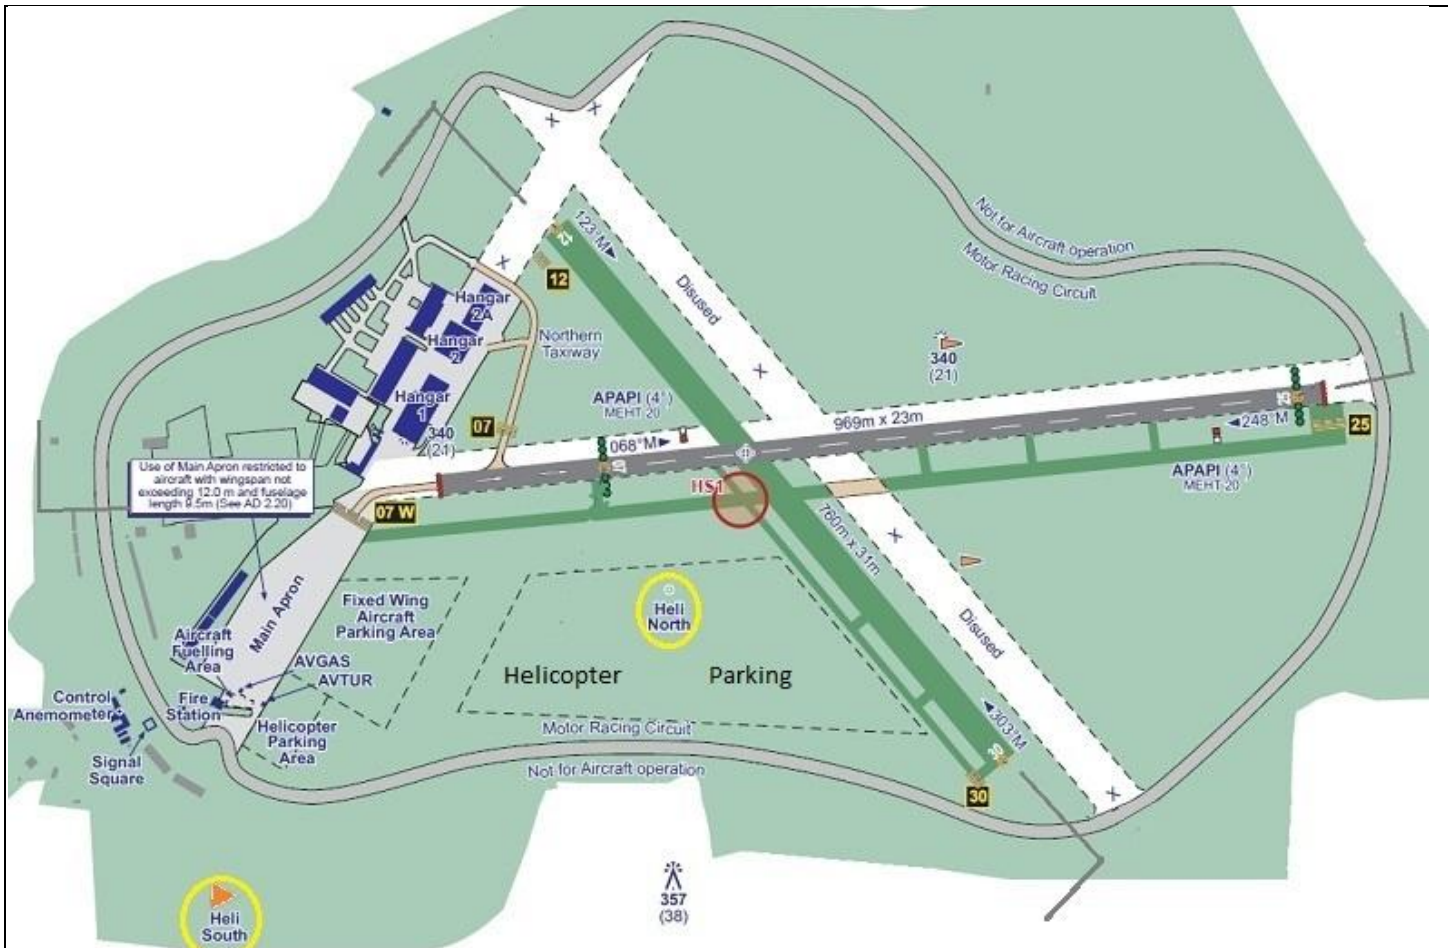 Not for Aircraft operation
Motor Racing Circuit
123°M
12
12
Disused
Hangar
2A
Hangar
2
Northern
Taxiway
340
(21)
Hangar
1
APAPI (4°)
MEHT 20
340
(21)
07
068°M
969m x 23m
25
248°M
25
Use of Main Apron restricted to
aircraft with wingspan not
exceeding 12.0 m and fuselage
length 9.5m (See AD 2.20)
07
HS1
APAPI (4°)
MEHT 20
07 W
760m x 31m
Main Apron
Fixed Wing
Aircraft
Parking Area
Heli
North
Disused
Aircraft
Fuelling
Area
AVGAS
AVTUR
Helicopter Parking
Control
Anemometer
Fire
Station
Helicopter
Parking
Area
303°M
30
30
Signal
Square
Motor Racing Circuit
Not for Aircraft operation
357
(38)
Heli
South
X
X
X
X
X
X